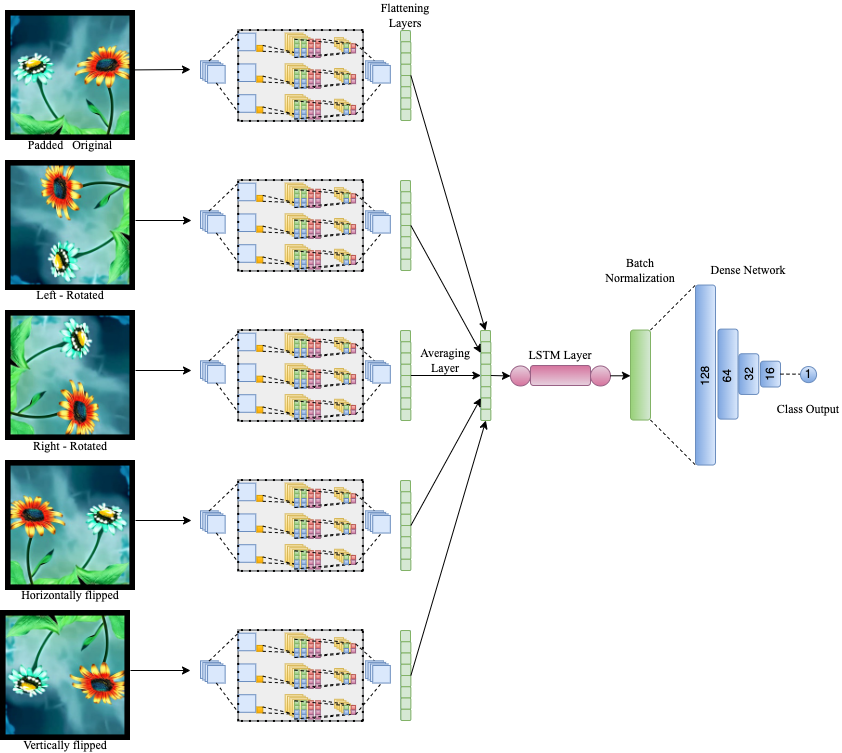 Flattening
Layers
Padded Original
Left - Rotated
Right - Rotated
Horizontally flipped
Vertically flipped
Averaging
Layer
LSTM Layer
Batch
Normalization
Dense Network
128
64
32
16
1
Class Output